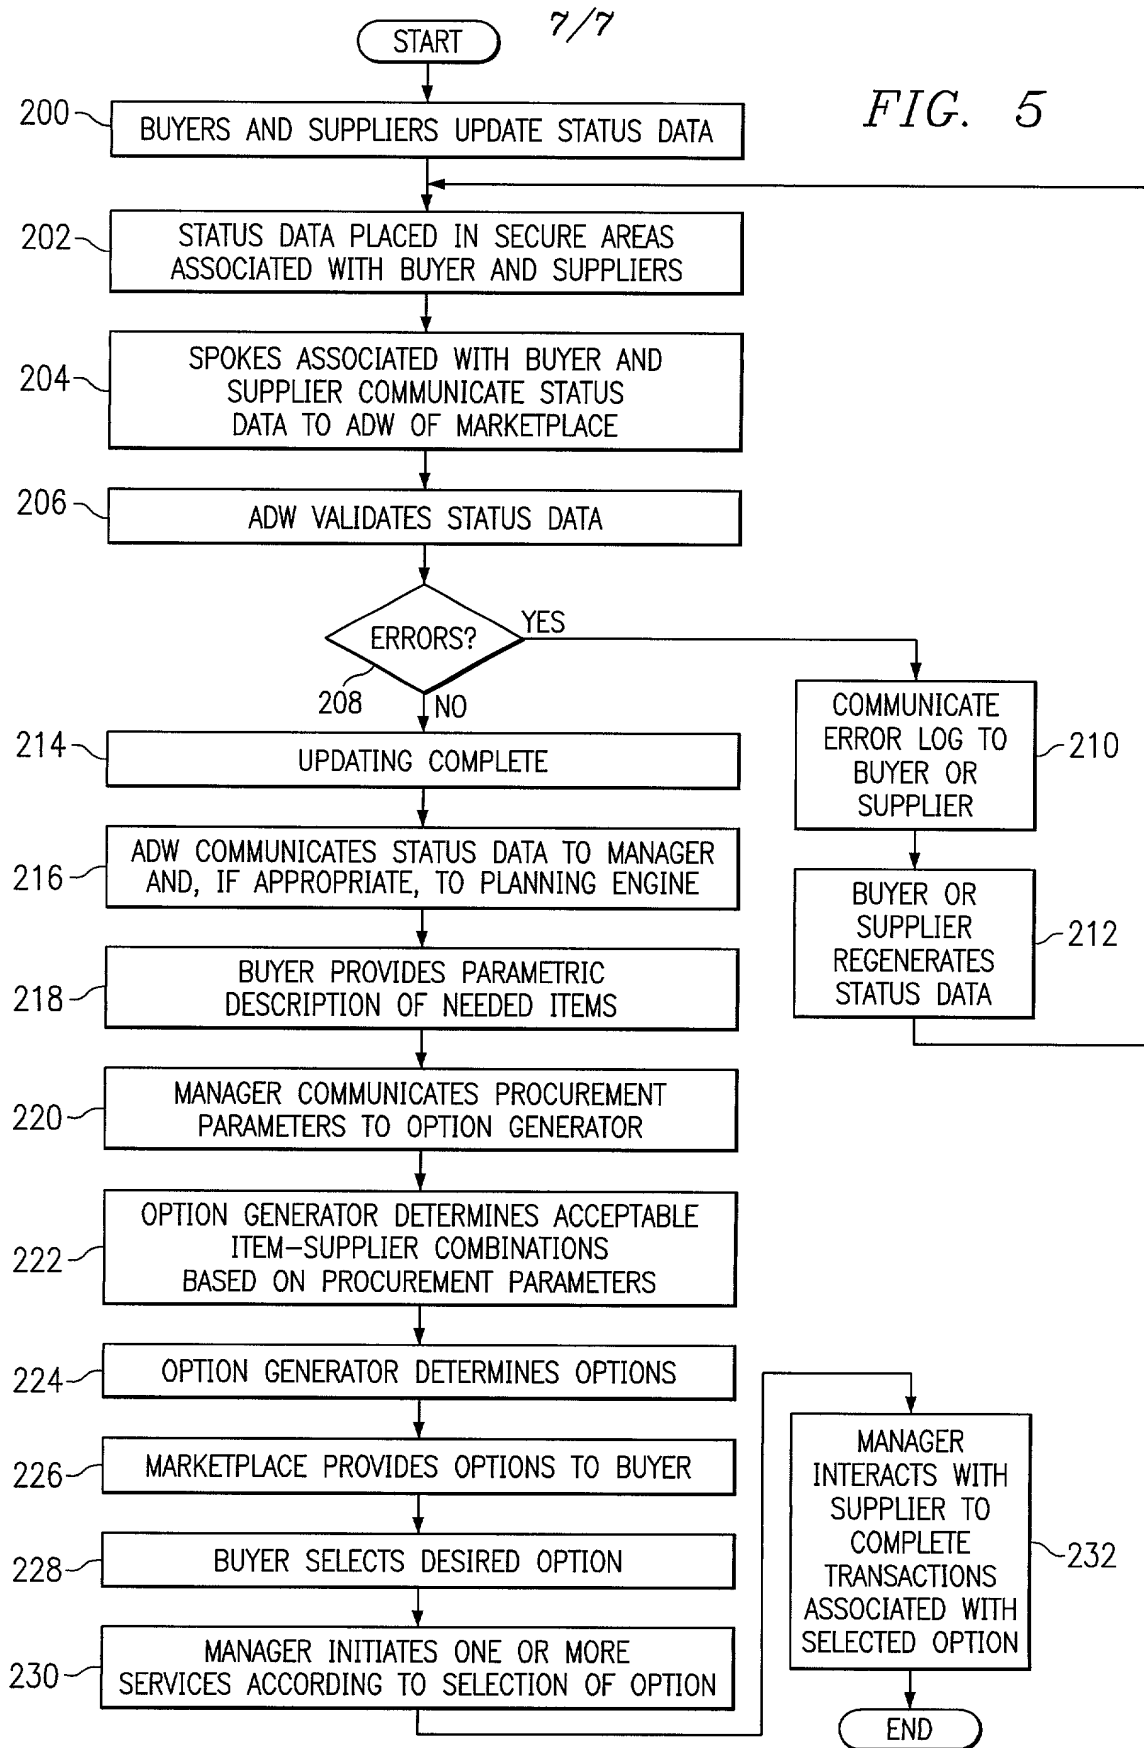 7/7
START
FIG. 5
200
BUYERS AND SUPPLIERS UPDATE STATUS DATA
202
STATUS DATA PLACED IN SECURE AREAS
ASSOCIATED WITH BUYER AND SUPPLIERS
204
SPOKES ASSOCIATED WITH BUYER AND
SUPPLIER COMMUNICATE STATUS
DATA TO ADW OF MARKETPLACE
206
ADW VALIDATES STATUS DATA
ERRORS?
YES
208
NO
COMMUNICATE
ERROR LOG TO
BUYER OR
SUPPLIER
210
BUYER OR
SUPPLIER
REGENERATES
STATUS DATA
212
214
UPDATING COMPLETE
216
ADW COMMUNICATES STATUS DATA TO MANAGER
AND, IF APPROPRIATE, TO PLANNING ENGINE
218
BUYER PROVIDES PARAMETRIC
DESCRIPTION OF NEEDED ITEMS
220
MANAGER COMMUNICATES PROCUREMENT
PARAMETERS TO OPTION GENERATOR
222
OPTION GENERATOR DETERMINES ACCEPTABLE
ITEM-SUPPLIER COMBINATIONS
BASED ON PROCUREMENT PARAMETERS
224
OPTION GENERATOR DETERMINES OPTIONS
226
MARKETPLACE PROVIDES OPTIONS TO BUYER
228
BUYER SELECTS DESIRED OPTION
230
MANAGER INITIATES ONE OR MORE
SERVICES ACCORDING TO SELECTION OF OPTION
MANAGER
INTERACTS WITH
SUPPLIER TO
COMPLETE
TRANSACTIONS
ASSOCIATED WITH
SELECTED OPTION
232
END